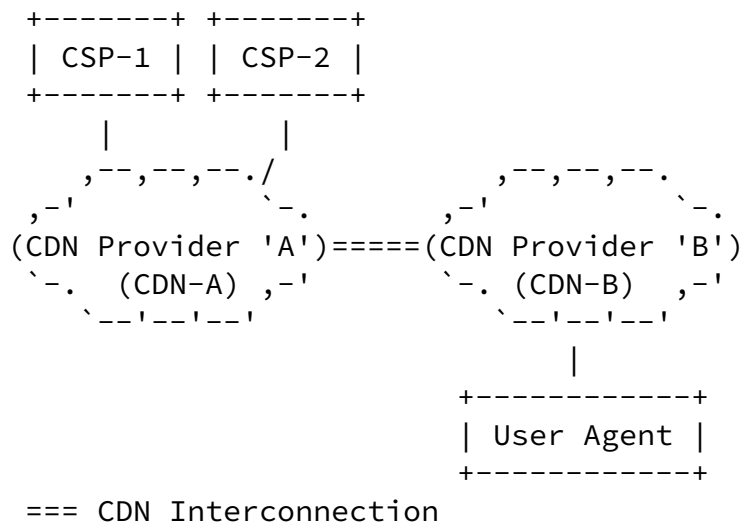 +-------+ +-------+
| CSP-1 | | CSP-2 |
+-------+ +-------+
     |         |
    ,--,--,--./            ,--,--,--.
 ,-'          `-.       ,-'          `-.
(CDN Provider 'A')=====(CDN Provider 'B')
 `-.  (CDN-A) ,-'       `-. (CDN-B)  ,-'
    `--'--'--'             `--'--'--'
                               |
                         +------------+
                         | User Agent |
                         +------------+
=== CDN Interconnection